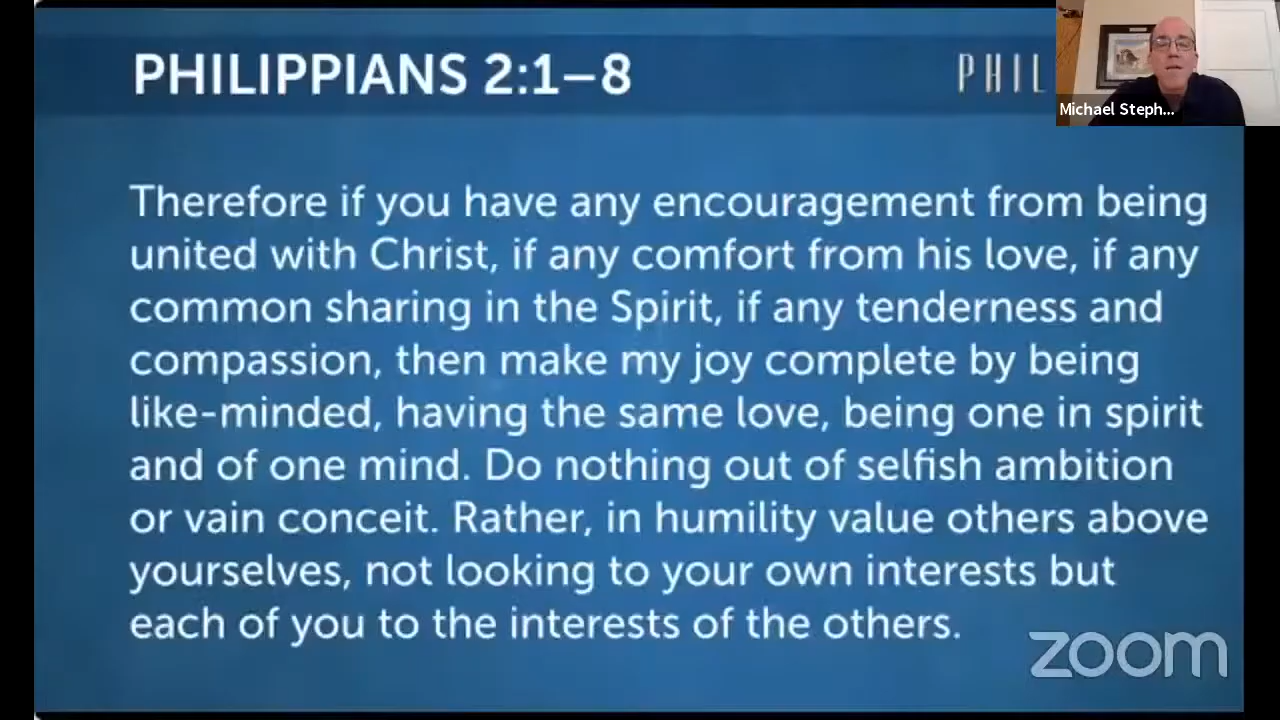 PHILIPPIANS 2:1–8
PHIL
Michael Steph...
Therefore if you have any encouragement from being
united with Christ, if any comfort from his love, if any
common sharing in the Spirit, if any tenderness and
compassion, then make my joy complete by being
like-minded, having the same love, being one in spirit
and of one mind. Do nothing out of selfish ambition
or vain conceit. Rather, in humility value others above
yourselves, not looking to your own interests but
each of you to the interests of the others.
zoom